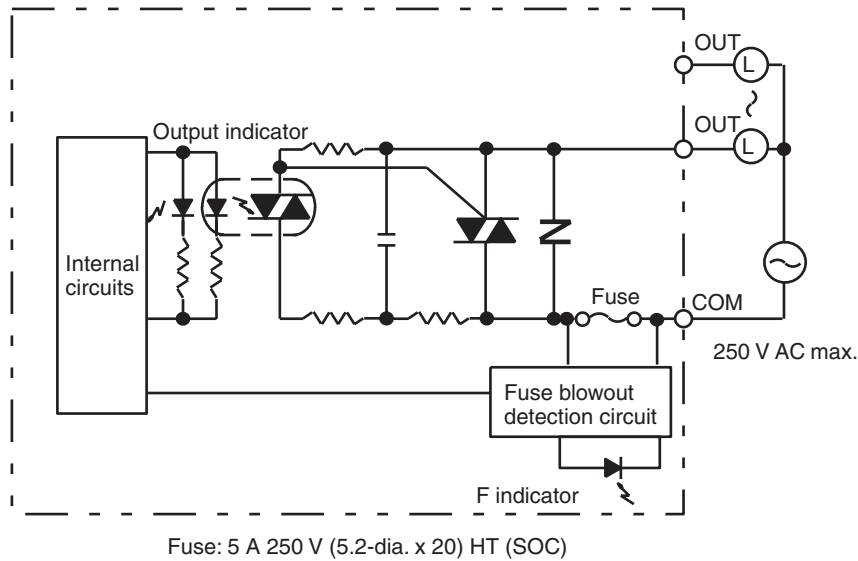 OUT
L
Output indicator
OUT
L
Internal
circuits
Fuse
COM
250 V AC max.
Fuse blowout
detection circuit
F indicator
Fuse: 5 A 250 V (5.2-dia. x 20) HT (SOC)